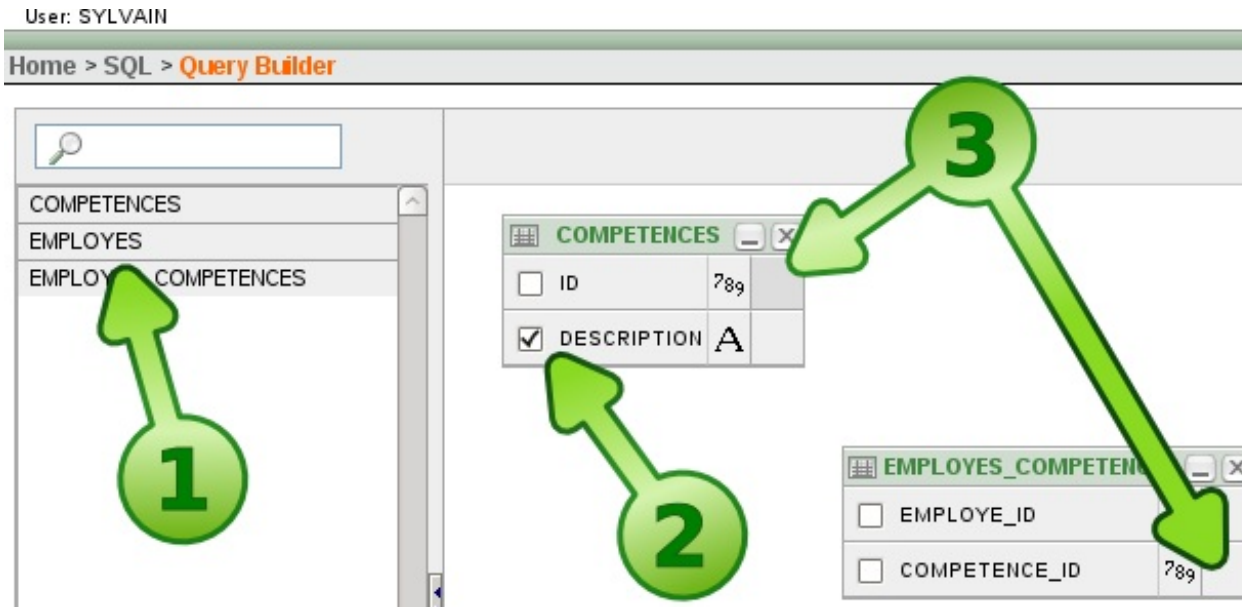 User: SYLVAIN
Home > SQL > Query Builder
3
COMPETENCES
EMPLOYES
COMPETENCES
COMPETENCES
ID 789
DESCRIPTION A
1
2
EMPLOYE_ID
COMPETENCE_ID 789